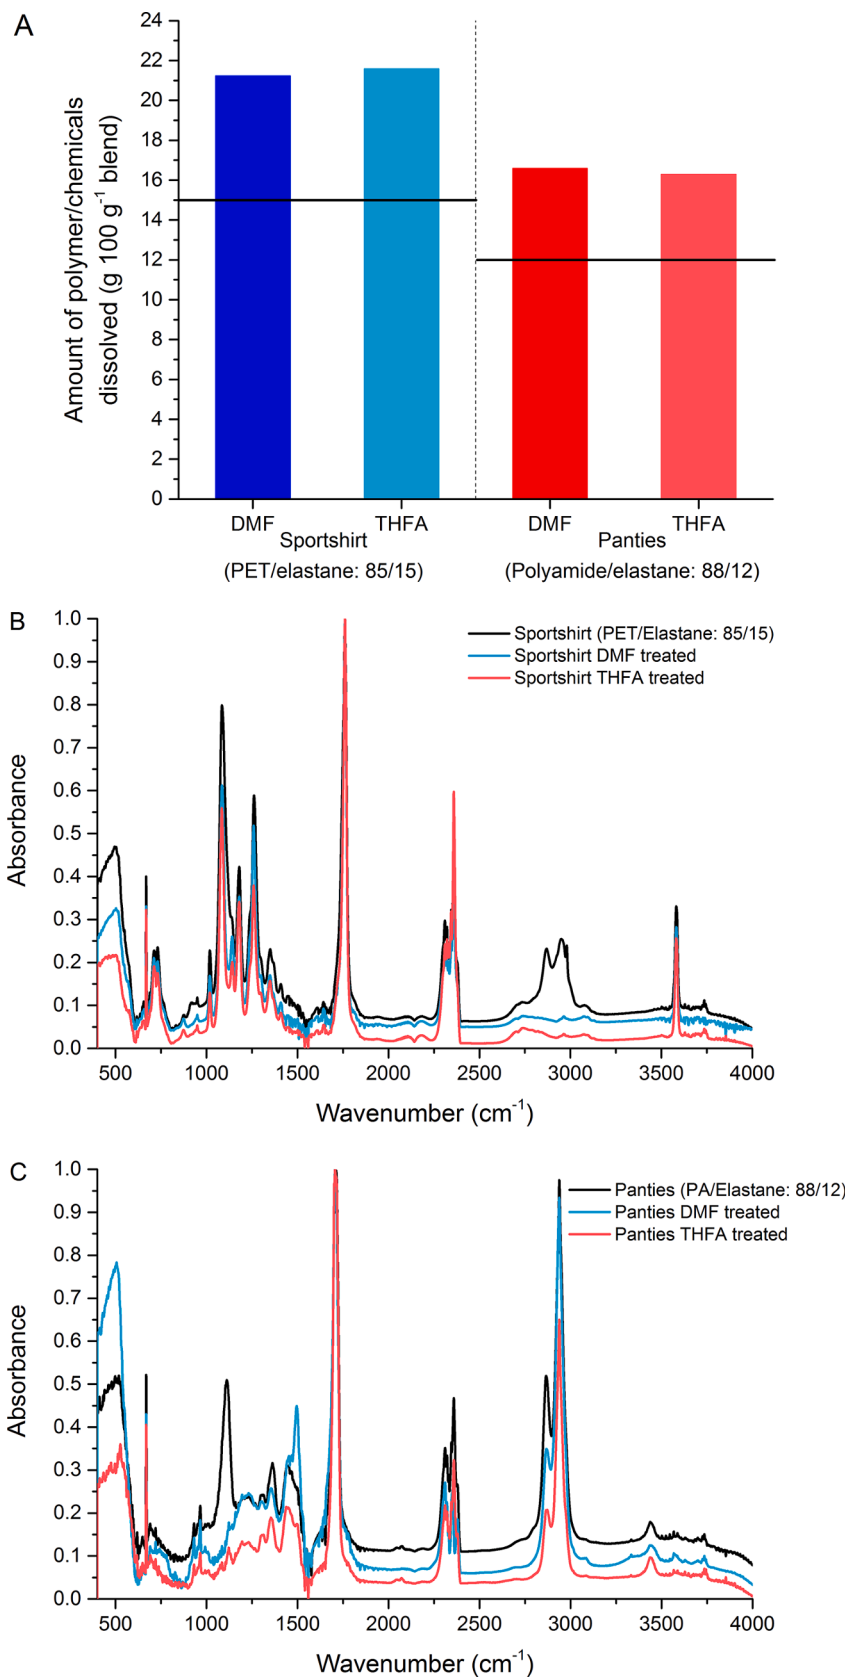 A
Amount of polymer/chemicals
dissolved (g 100 g⁻¹ blend)
24
22
20
18
16
14
12
10
8
6
4
2
0
DMF THFA DMF THFA
Sportshirt Panties
(PET/elastane: 85/15) (Polyamide/elastane: 88/12)
B
Absorbance
1.0
0.9
0.8
0.7
0.6
0.5
0.4
0.3
0.2
0.1
0.0
Sportshirt (PET/Elastane: 85/15)
Sportshirt DMF treated
Sportshirt THFA treated
500 1000 1500 2000 2500 3000 3500 4000
Wavenumber (cm⁻¹)
C
Absorbance
1.0
0.9
0.8
0.7
0.6
0.5
0.4
0.3
0.2
0.1
0.0
Panties (PA/Elastane: 88/12)
Panties DMF treated
Panties THFA treated
500 1000 1500 2000 2500 3000 3500 4000
Wavenumber (cm⁻¹)